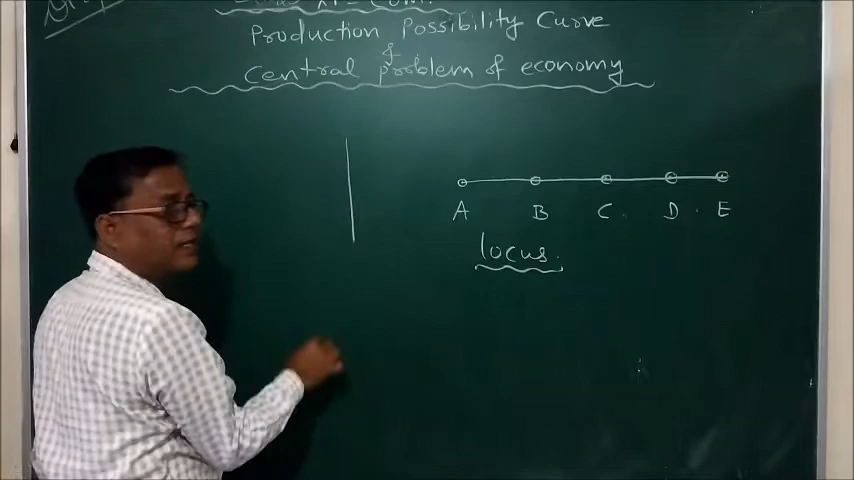 Production Possibility Curve
&
Central problem of economy
A B C D E
locus.